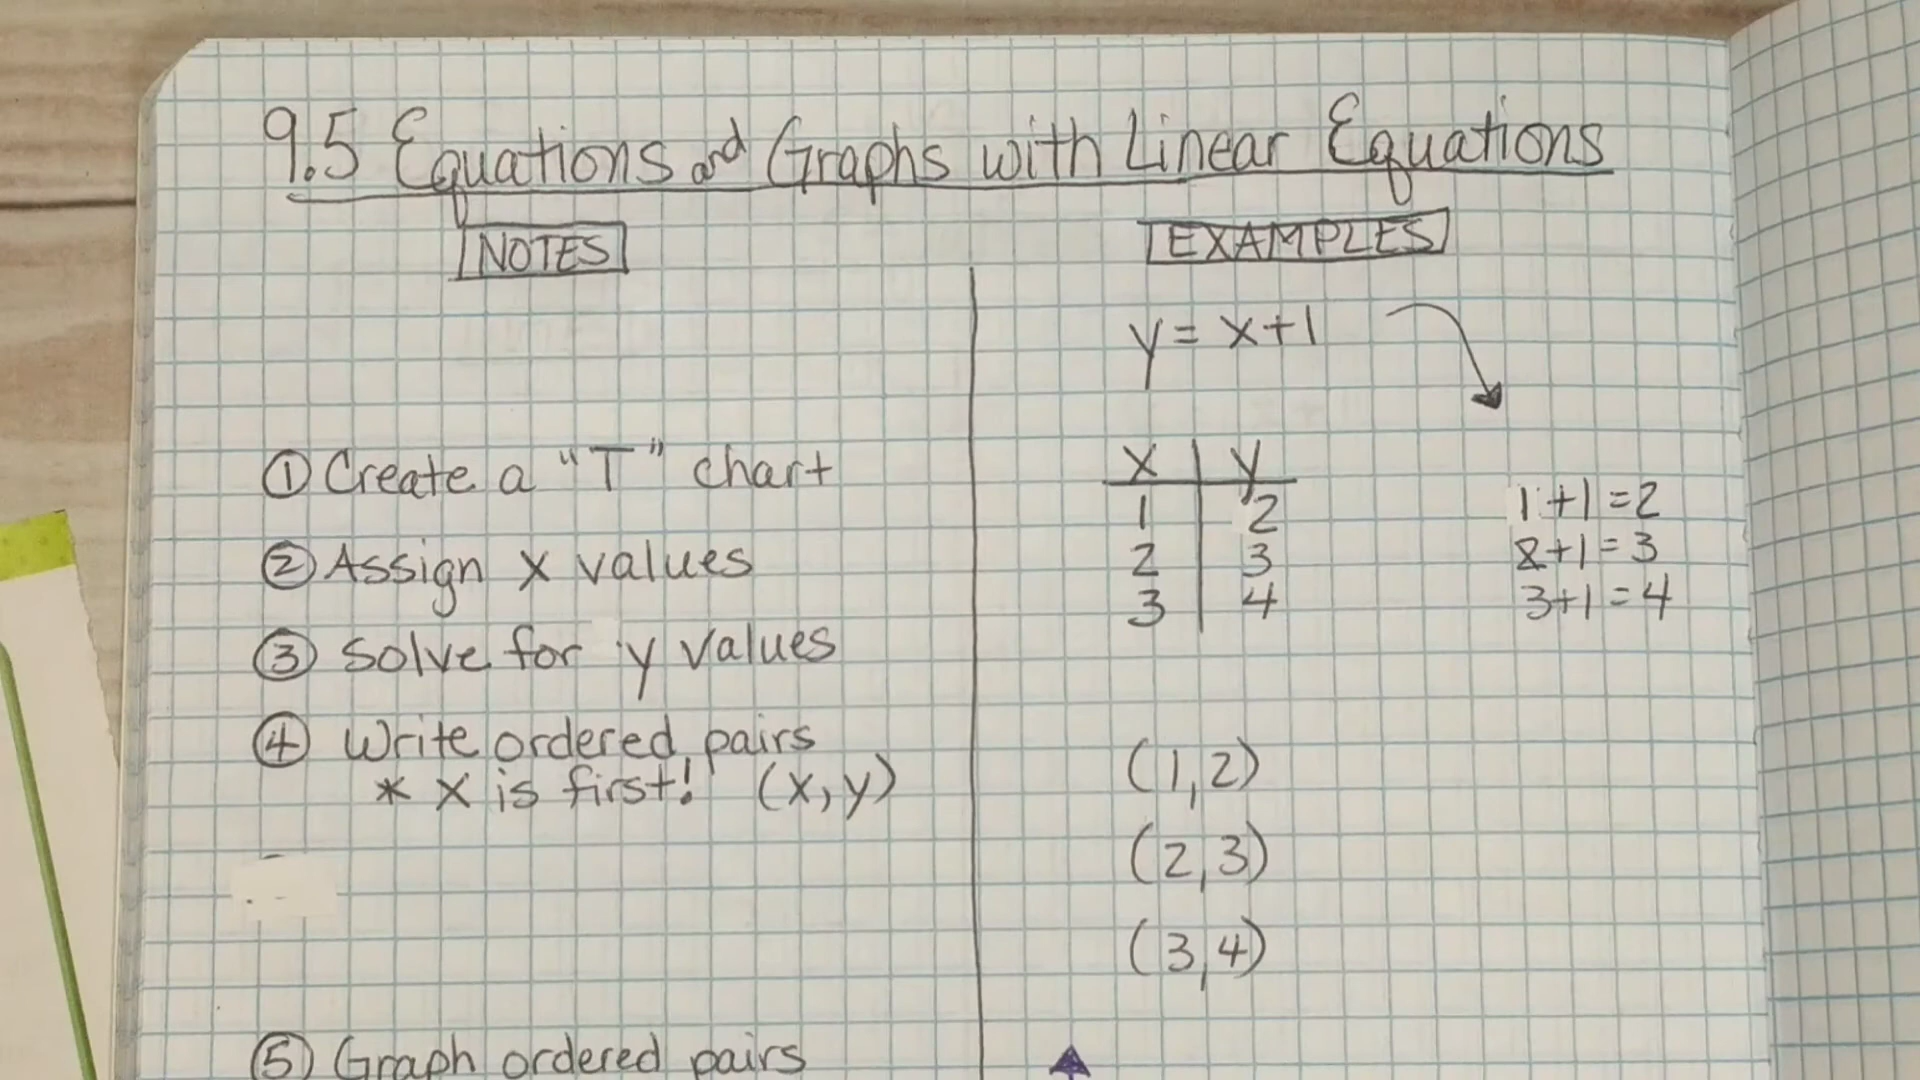 9.5 Equations and Graphs with Linear Equations
NOTES
① Create a "T" chart
② Assign x values
③ Solve for y values
④ Write ordered pairs
* X is first! (x,y)
⑤ Graph ordered pairs
EXAMPLES
y = x+1
x | y
1 | 2
2 | 3
3 | 4
1+1=2
2+1=3
3+1=4
(1,2)
(2,3)
(3,4)